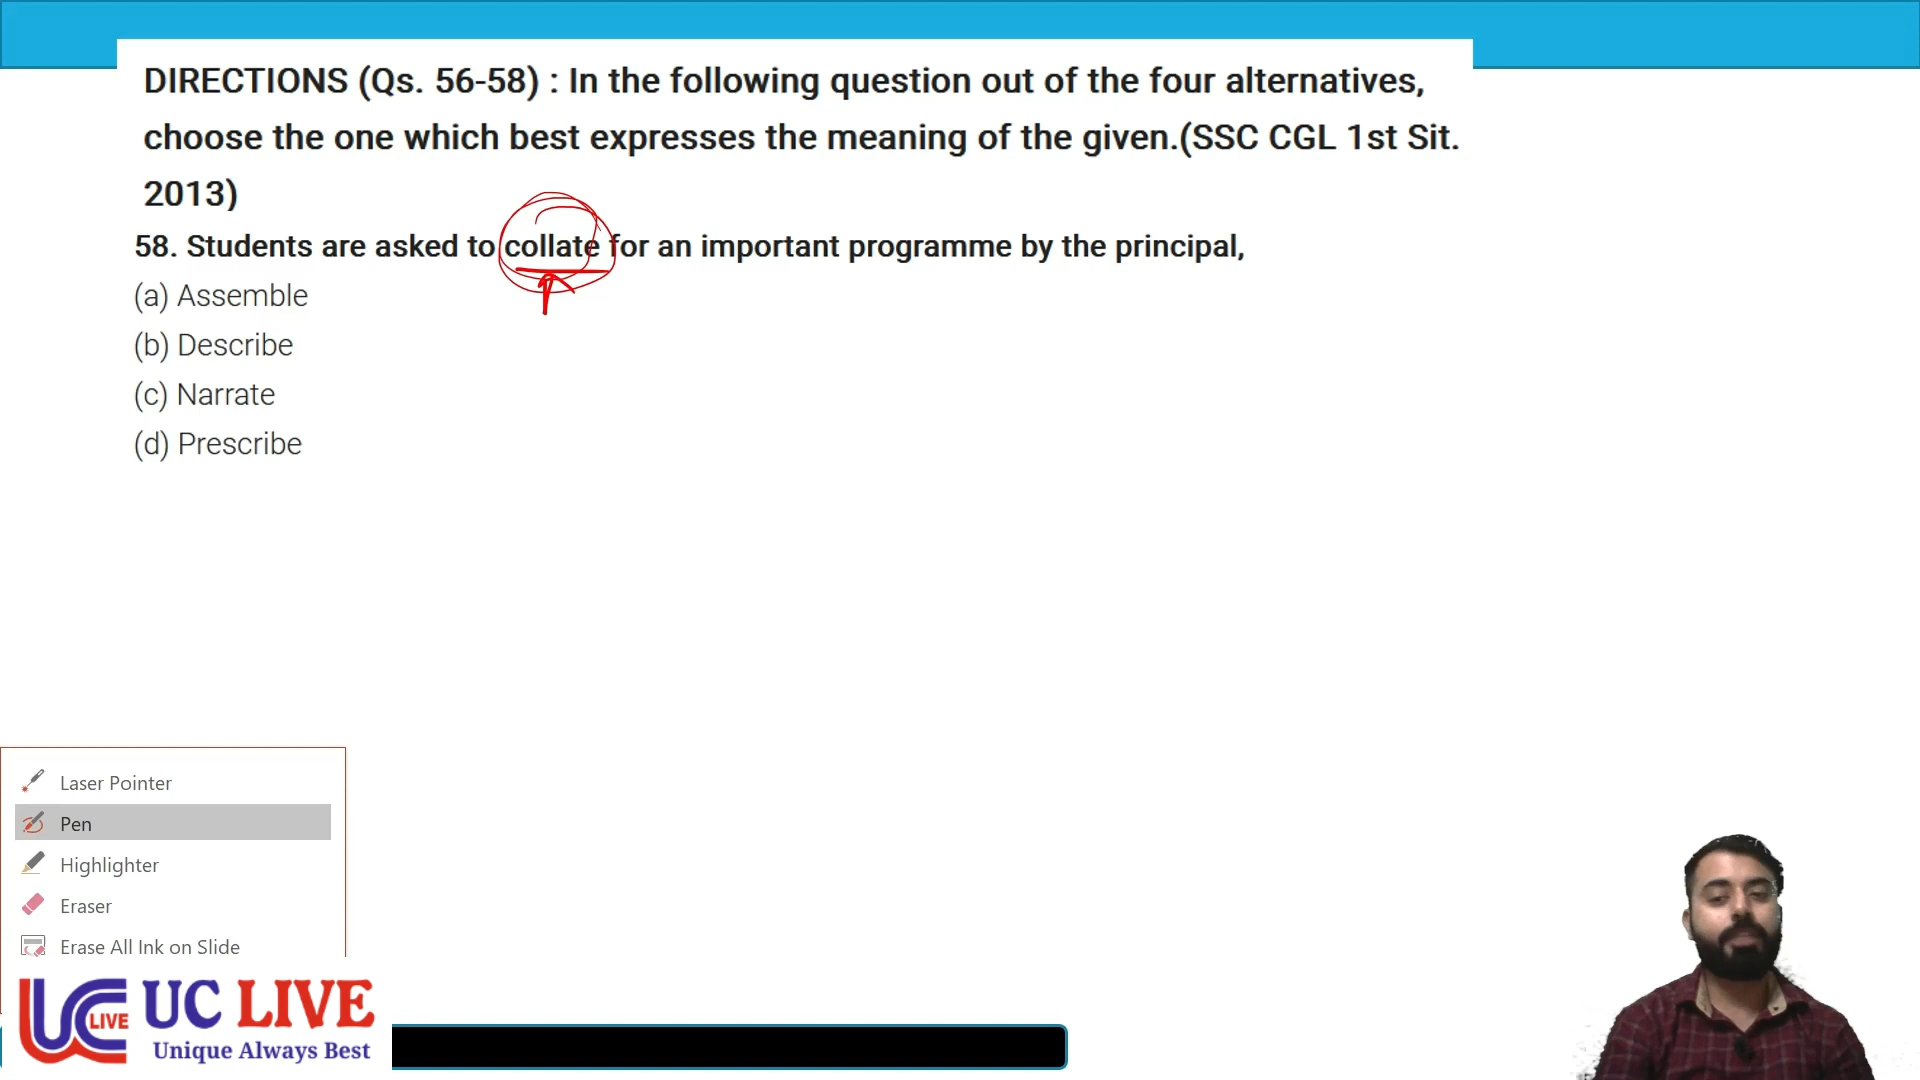 DIRECTIONS (Qs. 56-58) : In the following question out of the four alternatives,
choose the one which best expresses the meaning of the given.(SSC CGL 1st Sit.
2013)
58. Students are asked to collate for an important programme by the principal,
(a) Assemble
(b) Describe
(c) Narrate
(d) Prescribe
Laser Pointer
Pen
Highlighter
Eraser
Erase All Ink on Slide
UC LIVE
LIVE
Unique Always Best